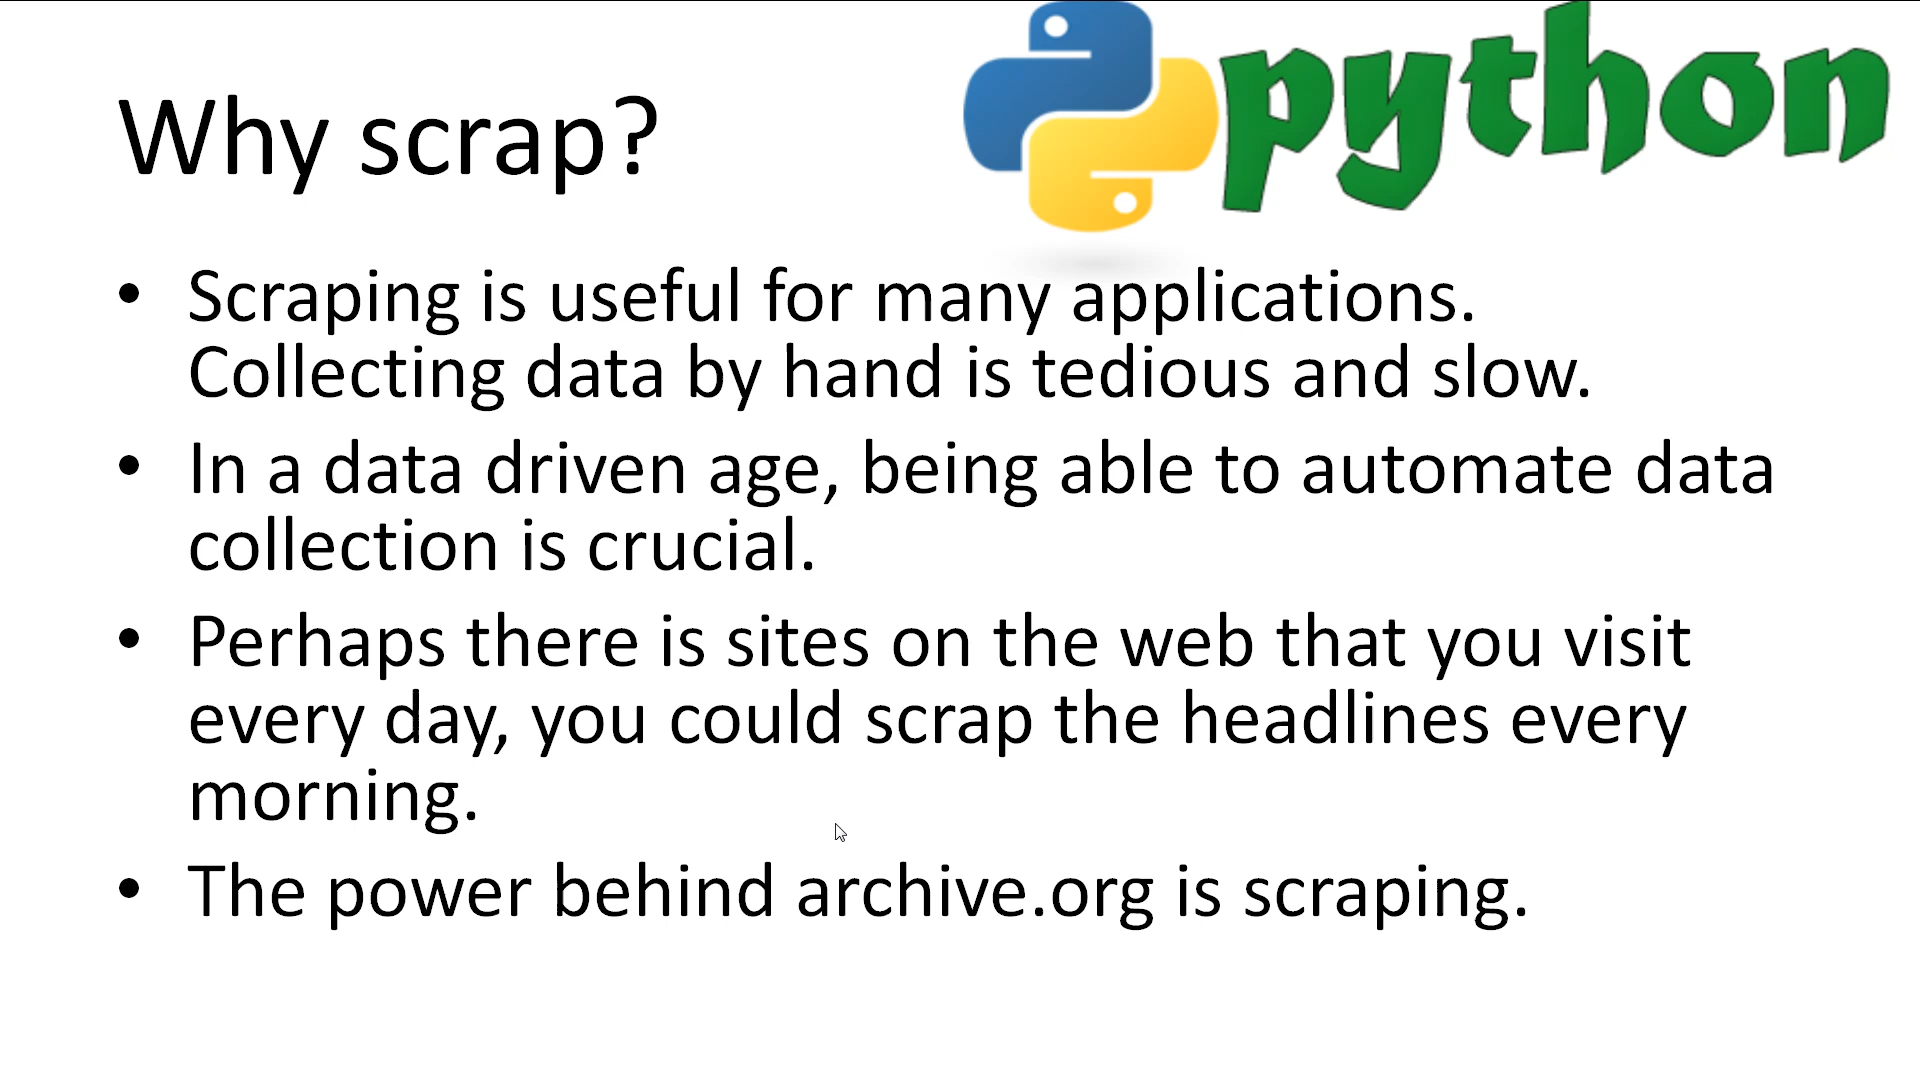 python
Why scrap?
• Scraping is useful for many applications.
Collecting data by hand is tedious and slow.
• In a data driven age, being able to automate data
collection is crucial.
• Perhaps there is sites on the web that you visit
every day, you could scrap the headlines every
morning.
• The power behind archive.org is scraping.